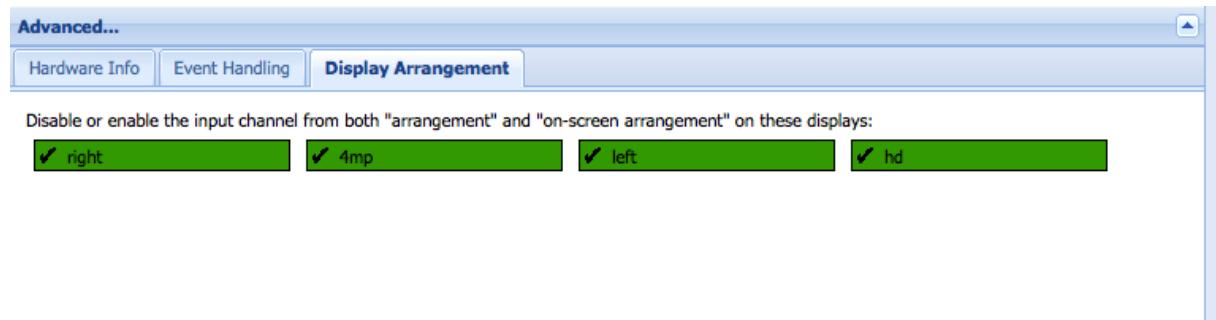 Advanced...
Hardware Info Event Handling Display Arrangement
Disable or enable the input channel from both "arrangement" and "on-screen arrangement" on these displays:
✔ right ✔ 4mp ✔ left ✔ hd